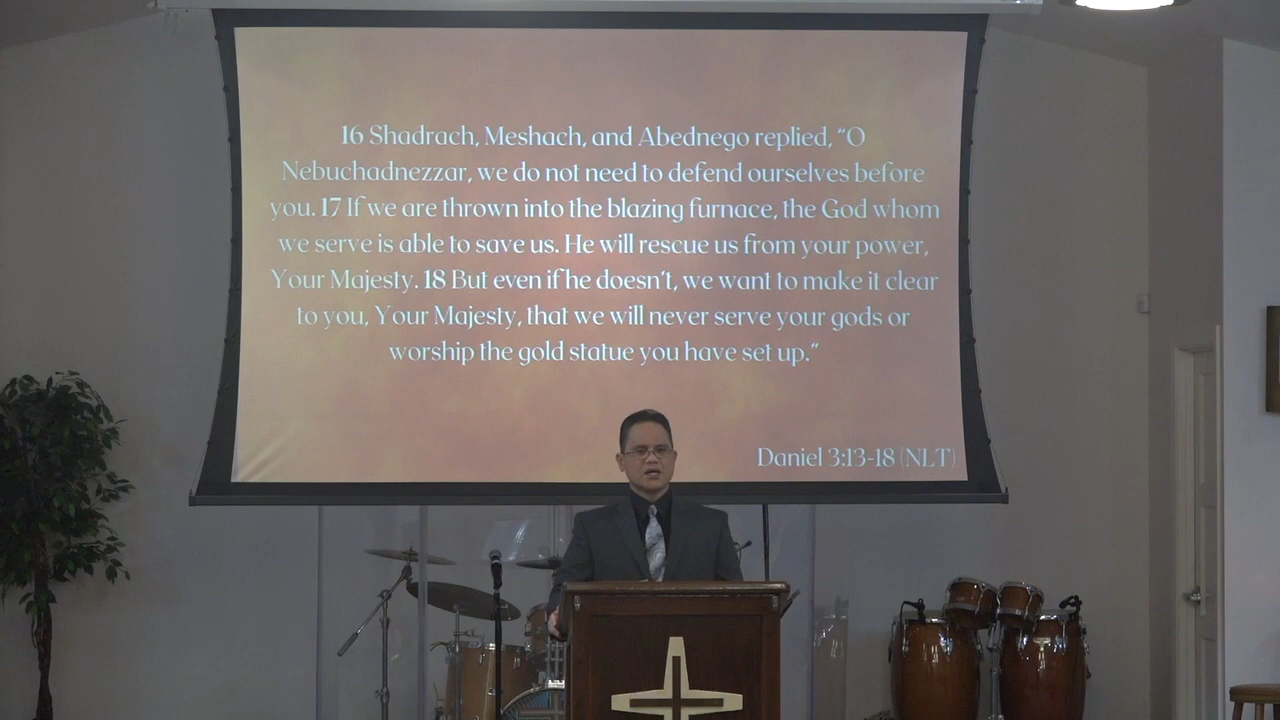 16 Shadrach, Meshach, and Abednego replied, “O
Nebuchadnezzar, we do not need to defend ourselves before
you. 17 If we are thrown into the blazing furnace, the God whom
we serve is able to save us. He will rescue us from your power,
Your Majesty. 18 But even if he doesn’t, we want to make it clear
to you, Your Majesty, that we will never serve your gods or
worship the gold statue you have set up.”
Daniel 3:13-18 (NLT)